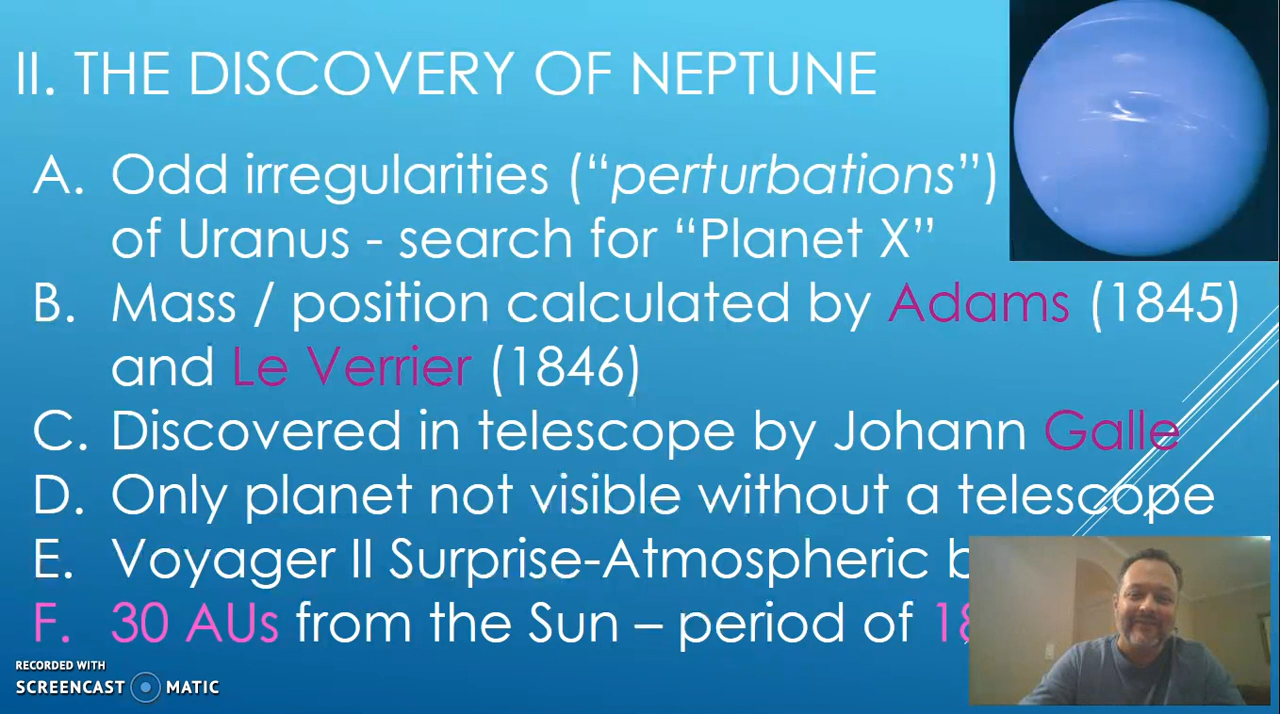 II. THE DISCOVERY OF NEPTUNE
A. Odd irregularities (“perturbations”)
of Uranus - search for “Planet X”
B. Mass / position calculated by Adams (1845)
and Le Verrier (1846)
C. Discovered in telescope by Johann Galle
D. Only planet not visible without a telescope
E. Voyager II Surprise-Atmospheric
F. 30 AUs from the Sun – period of
RECORDED WITH
SCREENCAST MATIC